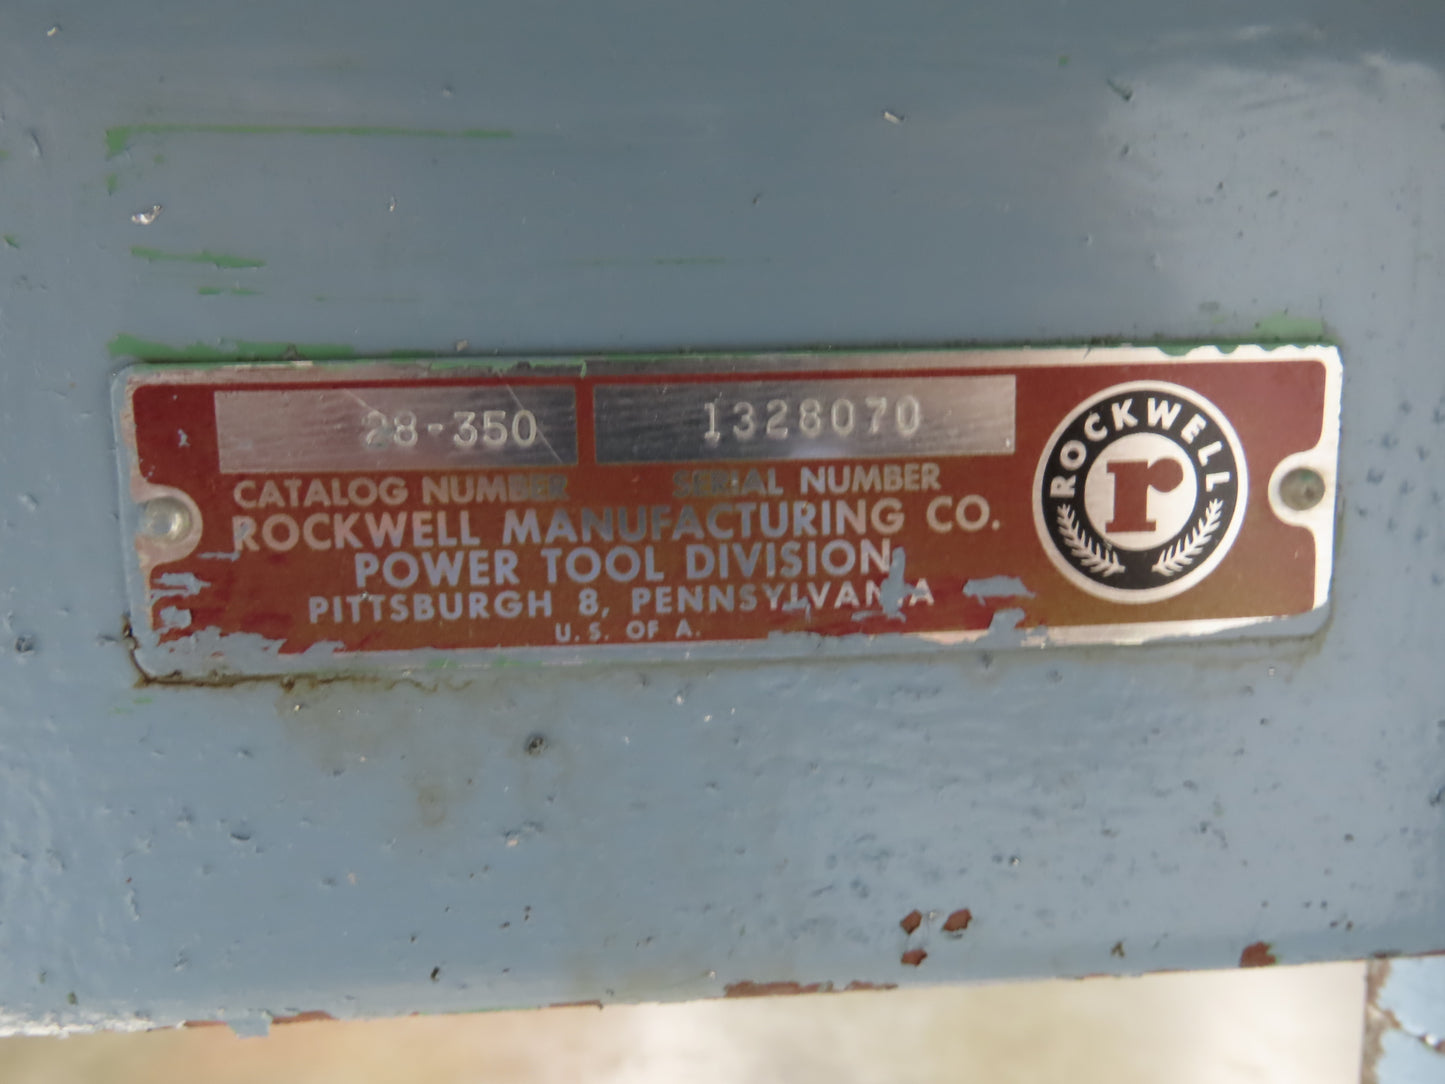 28-350 1328070
CATALOG NUMBER SERIAL NUMBER
ROCKWELL MANUFACTURING CO.
POWER TOOL DIVISION
PITTSBURGH 8, PENNSYLVANIA
U. S. OF A.
ROCKWELL
r